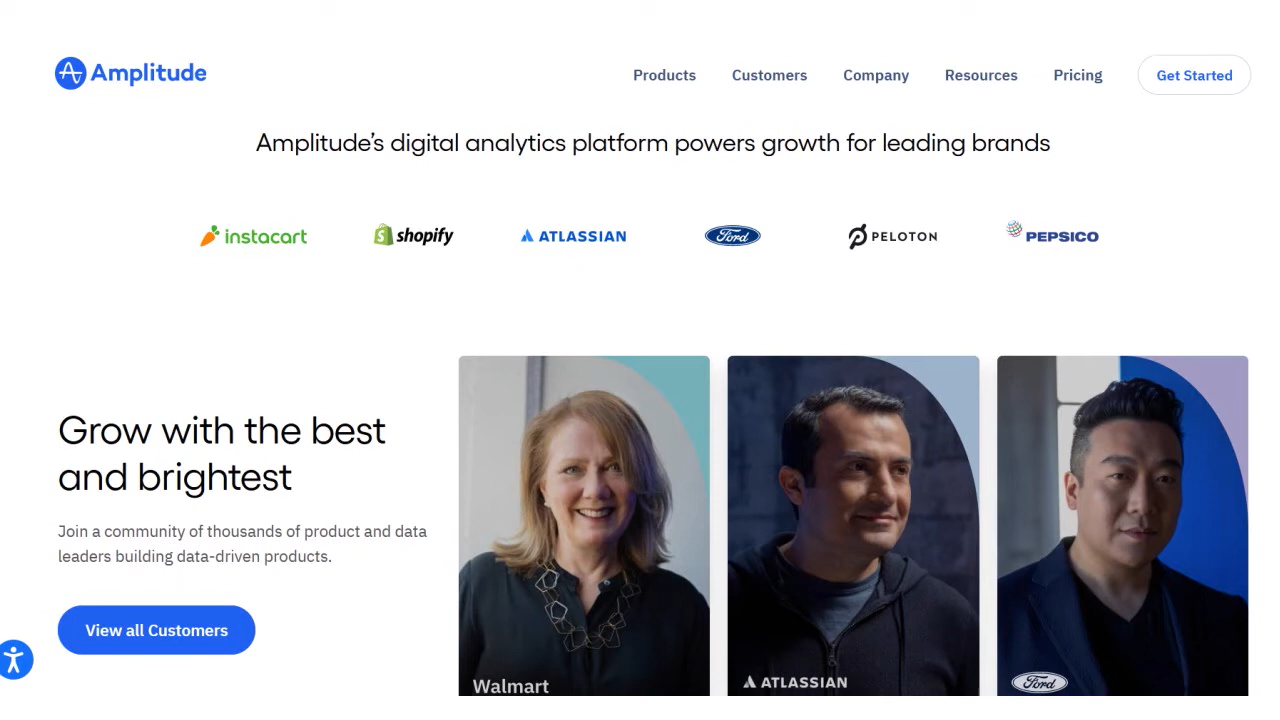 Amplitude
Products Customers Company Resources Pricing Get Started
Amplitude’s digital analytics platform powers growth for leading brands
instacart shopify ATLASSIAN Ford PELOTON PEPSICO
Grow with the best
and brightest
Join a community of thousands of product and data
leaders building data-driven products.
View all Customers
Walmart
ATLASSIAN
Ford